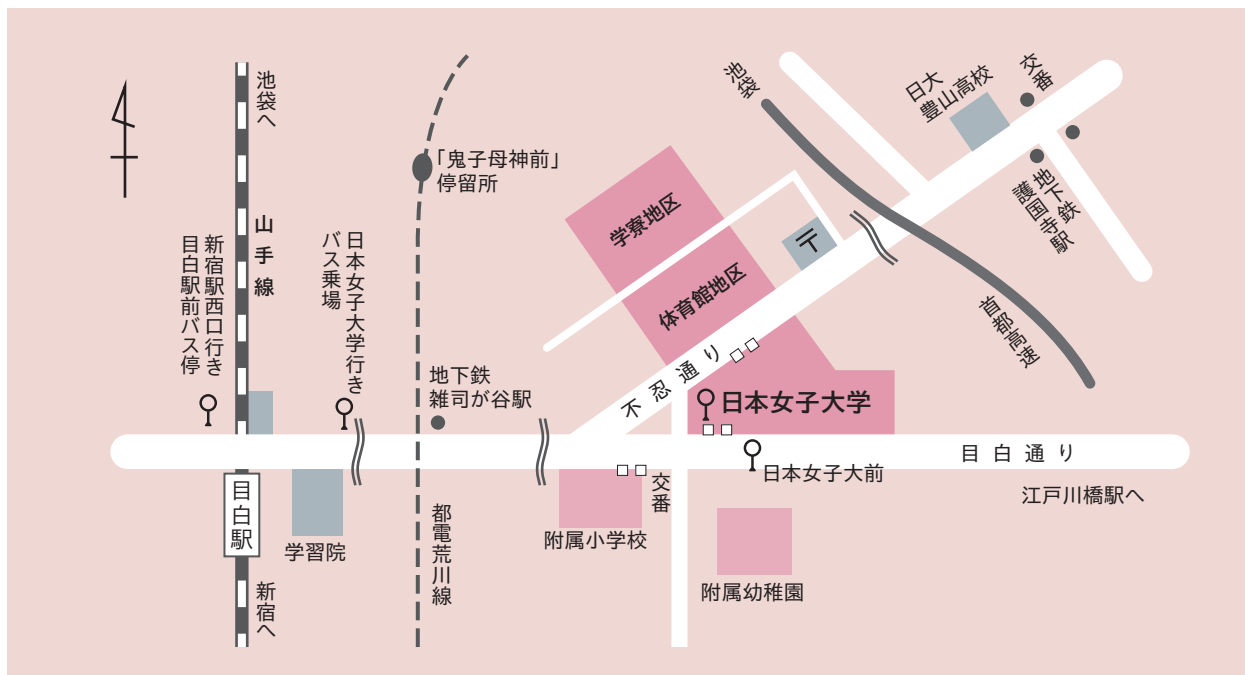 池袋へ
山手線
新宿駅西口行き
目白駅前バス停
日本女子大学行き
バス乗場
「鬼子母神前」
停留所
地下鉄
雑司が谷駅
目白駅
学習院
新宿へ
都電荒川線
学寮地区
体育館地区
〒
不忍通り
池袋
首都高速
日大
豊山高校
交番
地下鉄
護国寺駅
日本女子大学
日本女子大前
目白通り
江戸川橋駅へ
交番
附属小学校
附属幼稚園